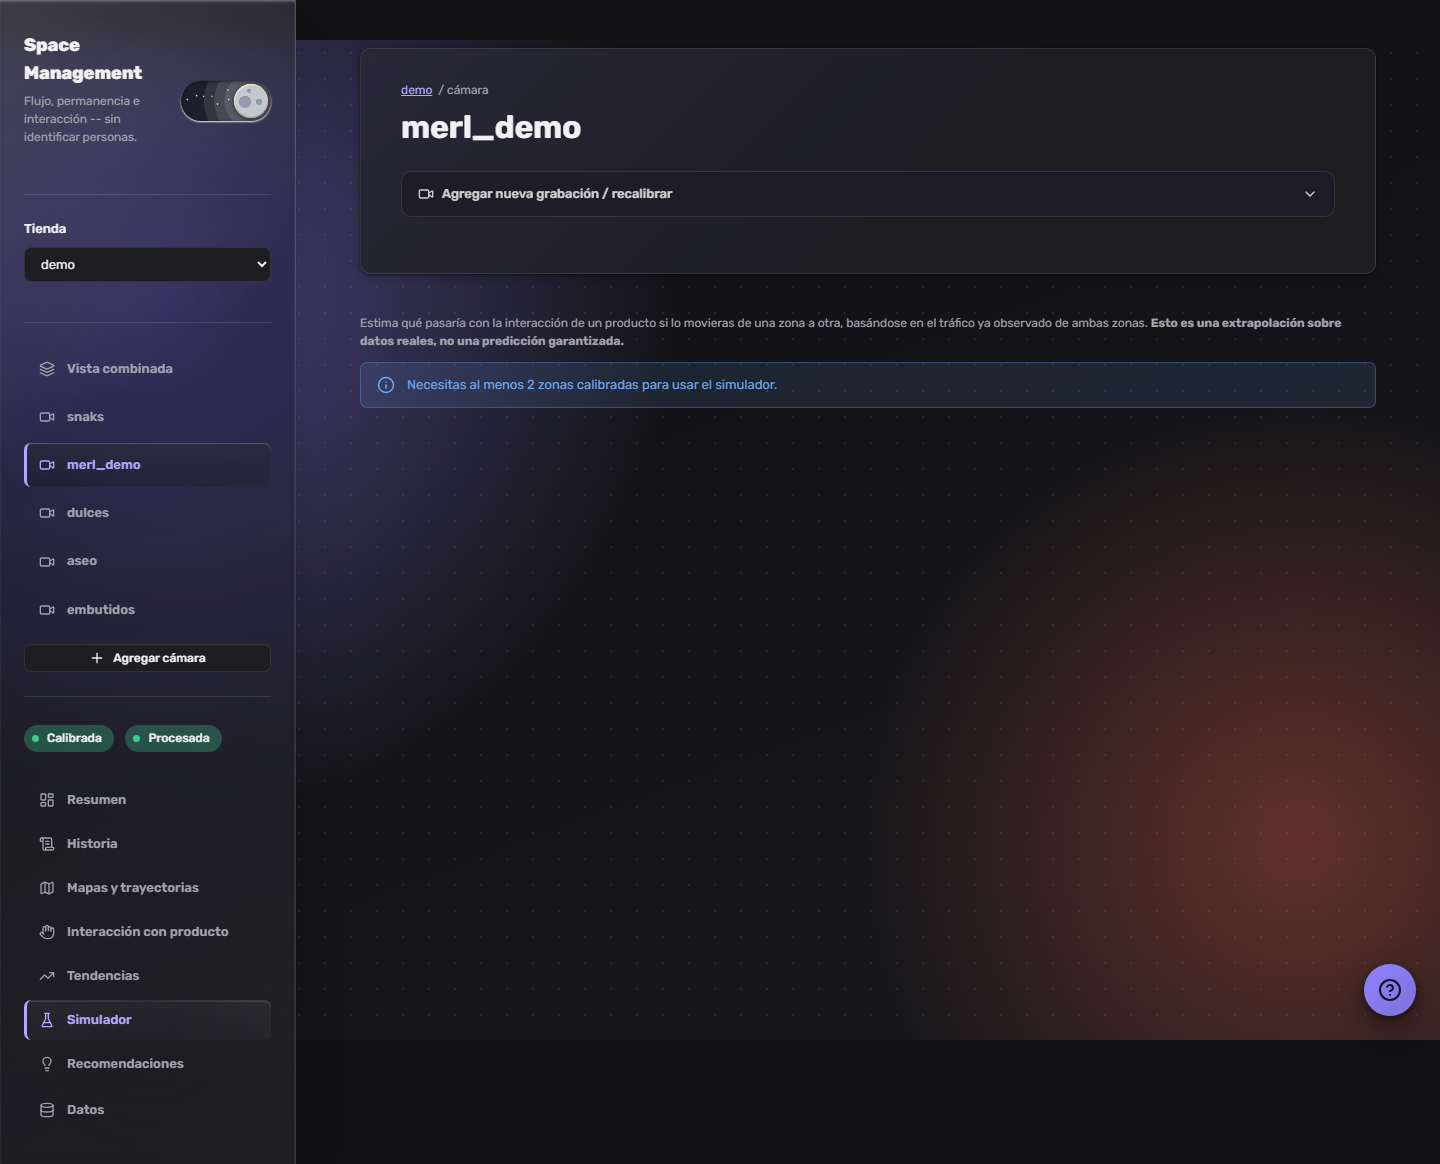 Space
Management
Flujo, permanencia e
interacción -- sin
identificar personas.
Tienda
demo
Vista combinada
snaks
merl_demo
dulces
aseo
embutidos
Agregar cámara
Calibrada
Procesada
Resumen
Historia
Mapas y trayectorias
Interacción con producto
Tendencias
Simulador
Recomendaciones
Datos
demo / cámara
merl_demo
Agregar nueva grabación / recalibrar
Estima qué pasaría con la interacción de un producto si lo movieras de una zona a otra, basándose en el tráfico ya observado de ambas zonas. Esto es una extrapolación sobre
datos reales, no una predicción garantizada.
Necesitas al menos 2 zonas calibradas para usar el simulador.